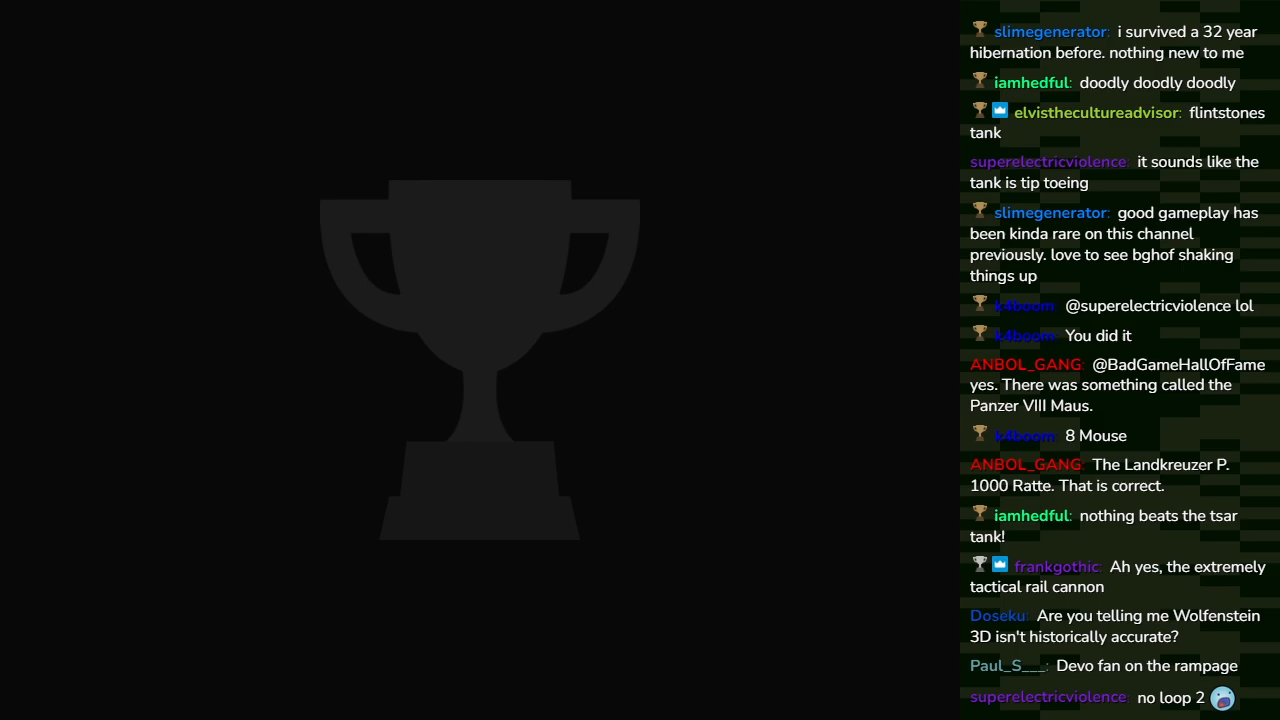 slimegenerator: i survived a 32 year
hibernation before. nothing new to me
iamhedful: doodly doodly doodly
elvisthecultureadvisor: flintstones
tank
superelectricviolence: it sounds like the
tank is tip toeing
slimegenerator: good gameplay has
been kinda rare on this channel
previously. love to see bghof shaking
things up
k4boom: @superelectricviolence lol
k4boom: You did it
ANBOL_GANG: @BadGameHallOfFame
yes. There was something called the
Panzer VIII Maus.
k4boom: 8 Mouse
ANBOL_GANG: The Landkreuzer P.
1000 Ratte. That is correct.
iamhedful: nothing beats the tsar
tank!
frankgothic: Ah yes, the extremely
tactical rail cannon
Doseku: Are you telling me Wolfenstein
3D isn't historically accurate?
Paul_S___: Devo fan on the rampage
superelectricviolence: no loop 2